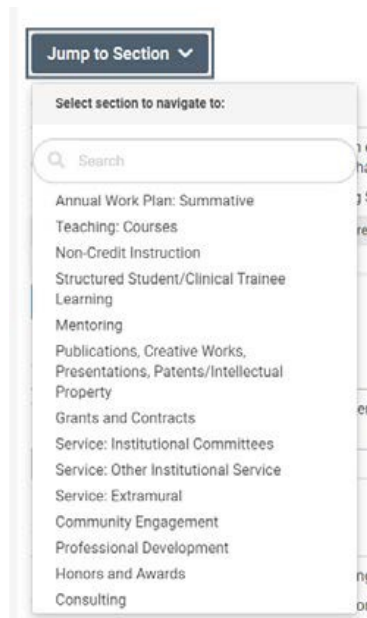 Jump to Section
Select section to navigate to:
Search
Annual Work Plan: Summative
Teaching: Courses
Non-Credit Instruction
Structured Student/Clinical Trainee
Learning
Mentoring
Publications, Creative Works,
Presentations, Patents/Intellectual
Property
Grants and Contracts
Service: Institutional Committees
Service: Other Institutional Service
Service: Extramural
Community Engagement
Professional Development
Honors and Awards
Consulting